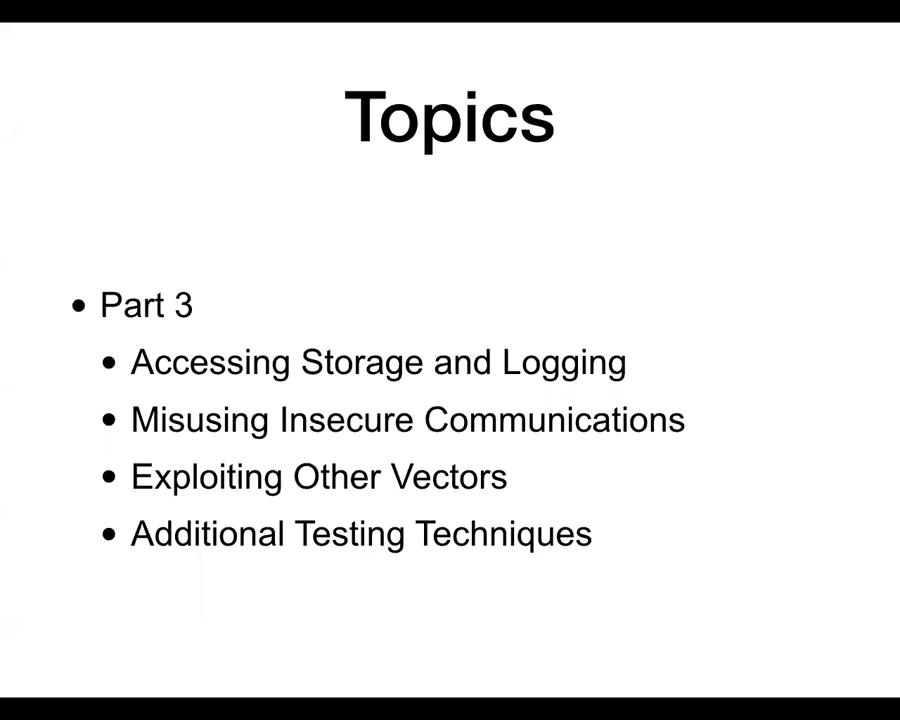 Topics
• Part 3
• Accessing Storage and Logging
• Misusing Insecure Communications
• Exploiting Other Vectors
• Additional Testing Techniques